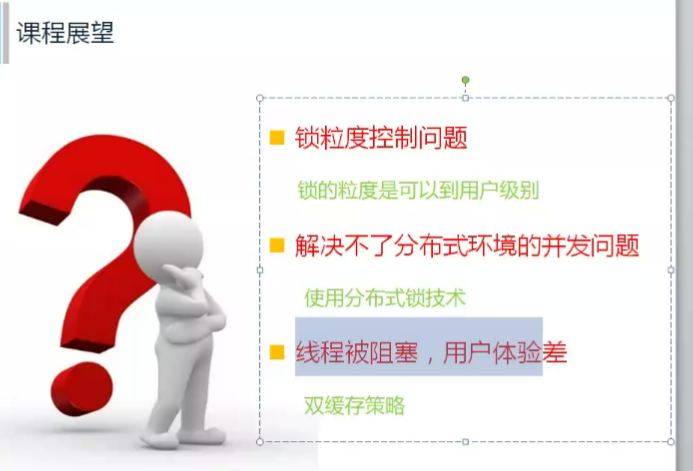 课程展望
锁粒度控制问题
锁的粒度是可以到用户级别
解决不了分布式环境的并发问题
使用分布式锁技术
线程被阻塞，用户体验差
双缓存策略